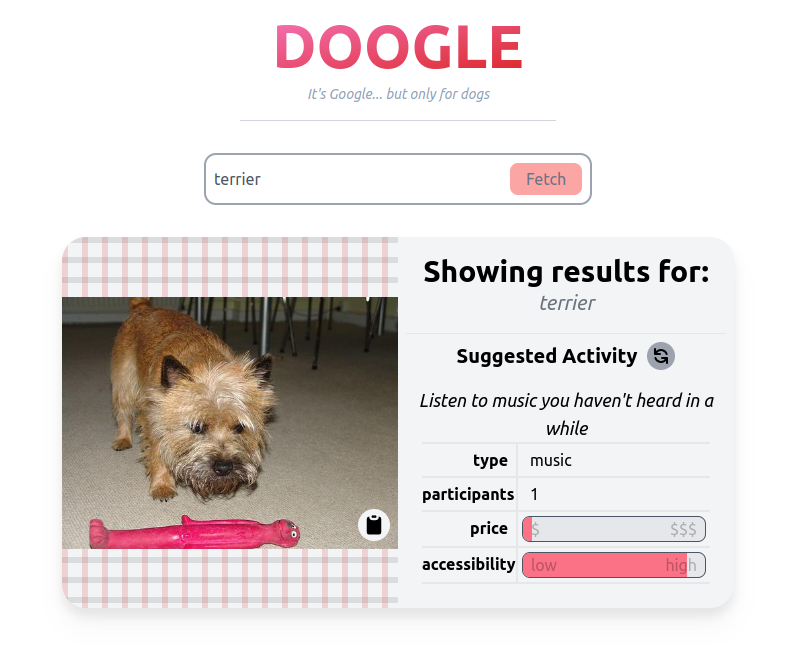 DOOGLE
It's Google... but only for dogs
terrier Fetch
Showing results for:
terrier
Suggested Activity
Listen to music you haven't heard in a
while
type music
participants 1
price $ $$$
accessibility low high